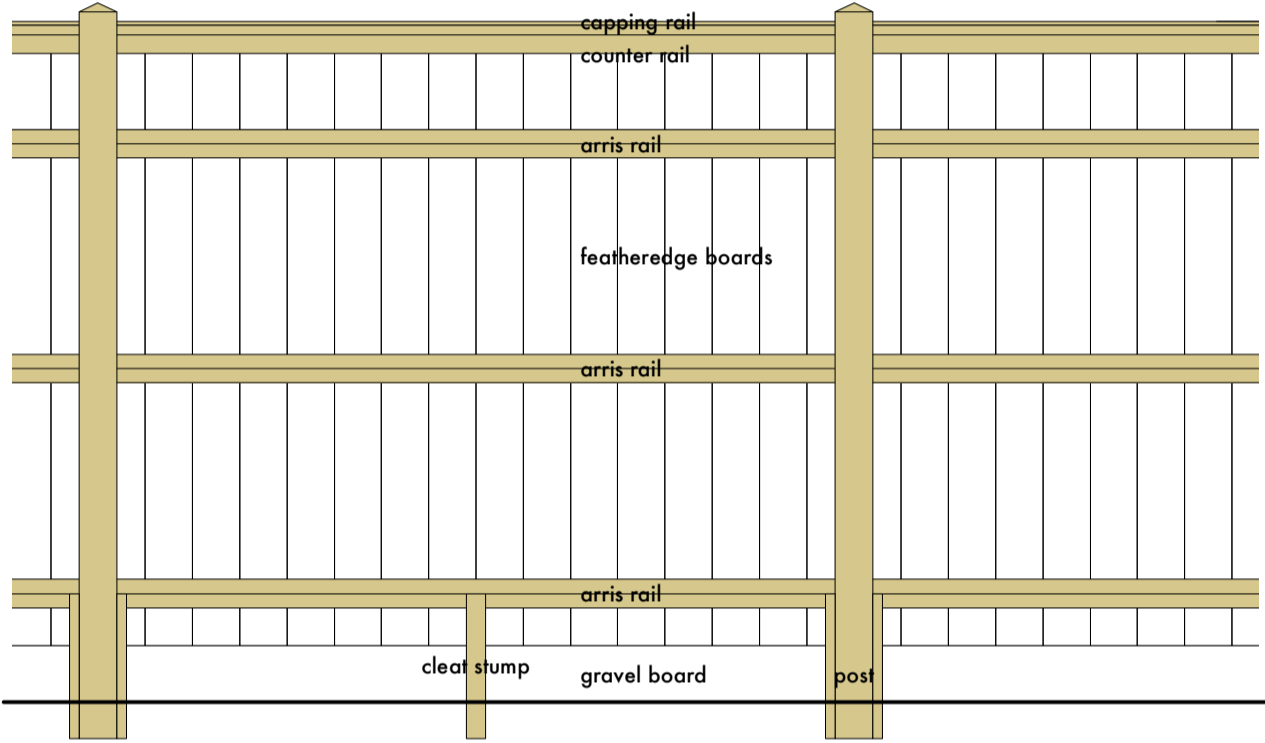 capping rail
counter rail
arris rail
featheredge boards
arris rail
arris rail
cleat stump
gravel board
post